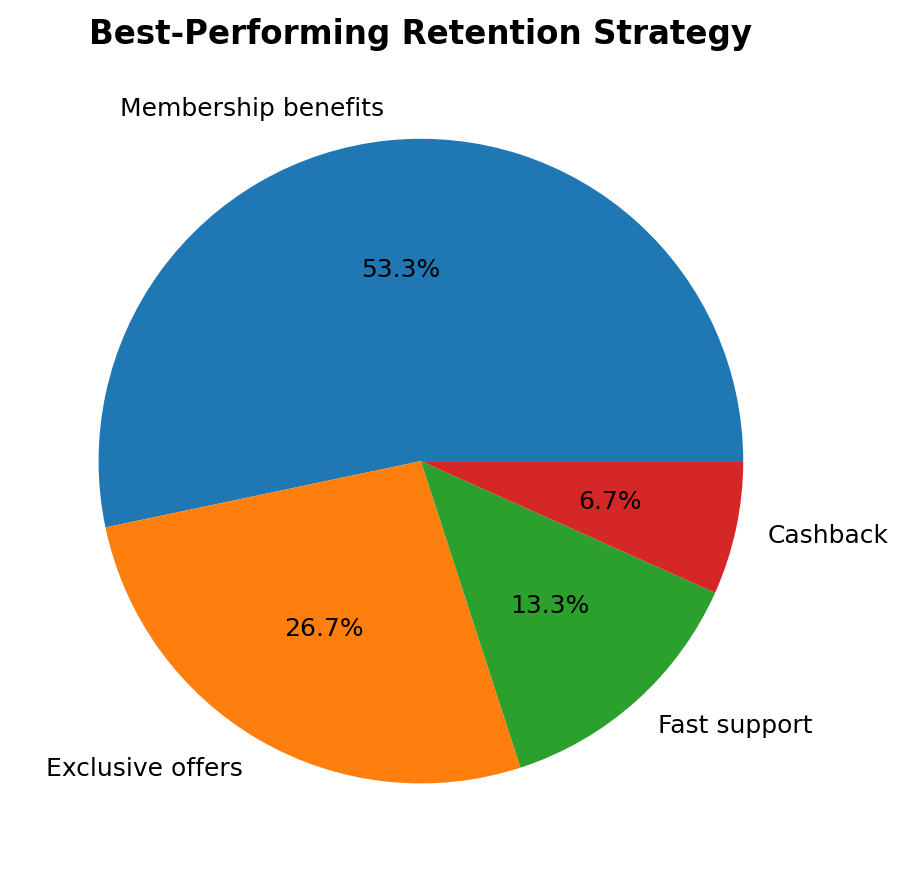 Best-Performing Retention Strategy
Membership benefits
53.3%
6.7%
Cashback
13.3%
26.7%
Fast support
Exclusive offers